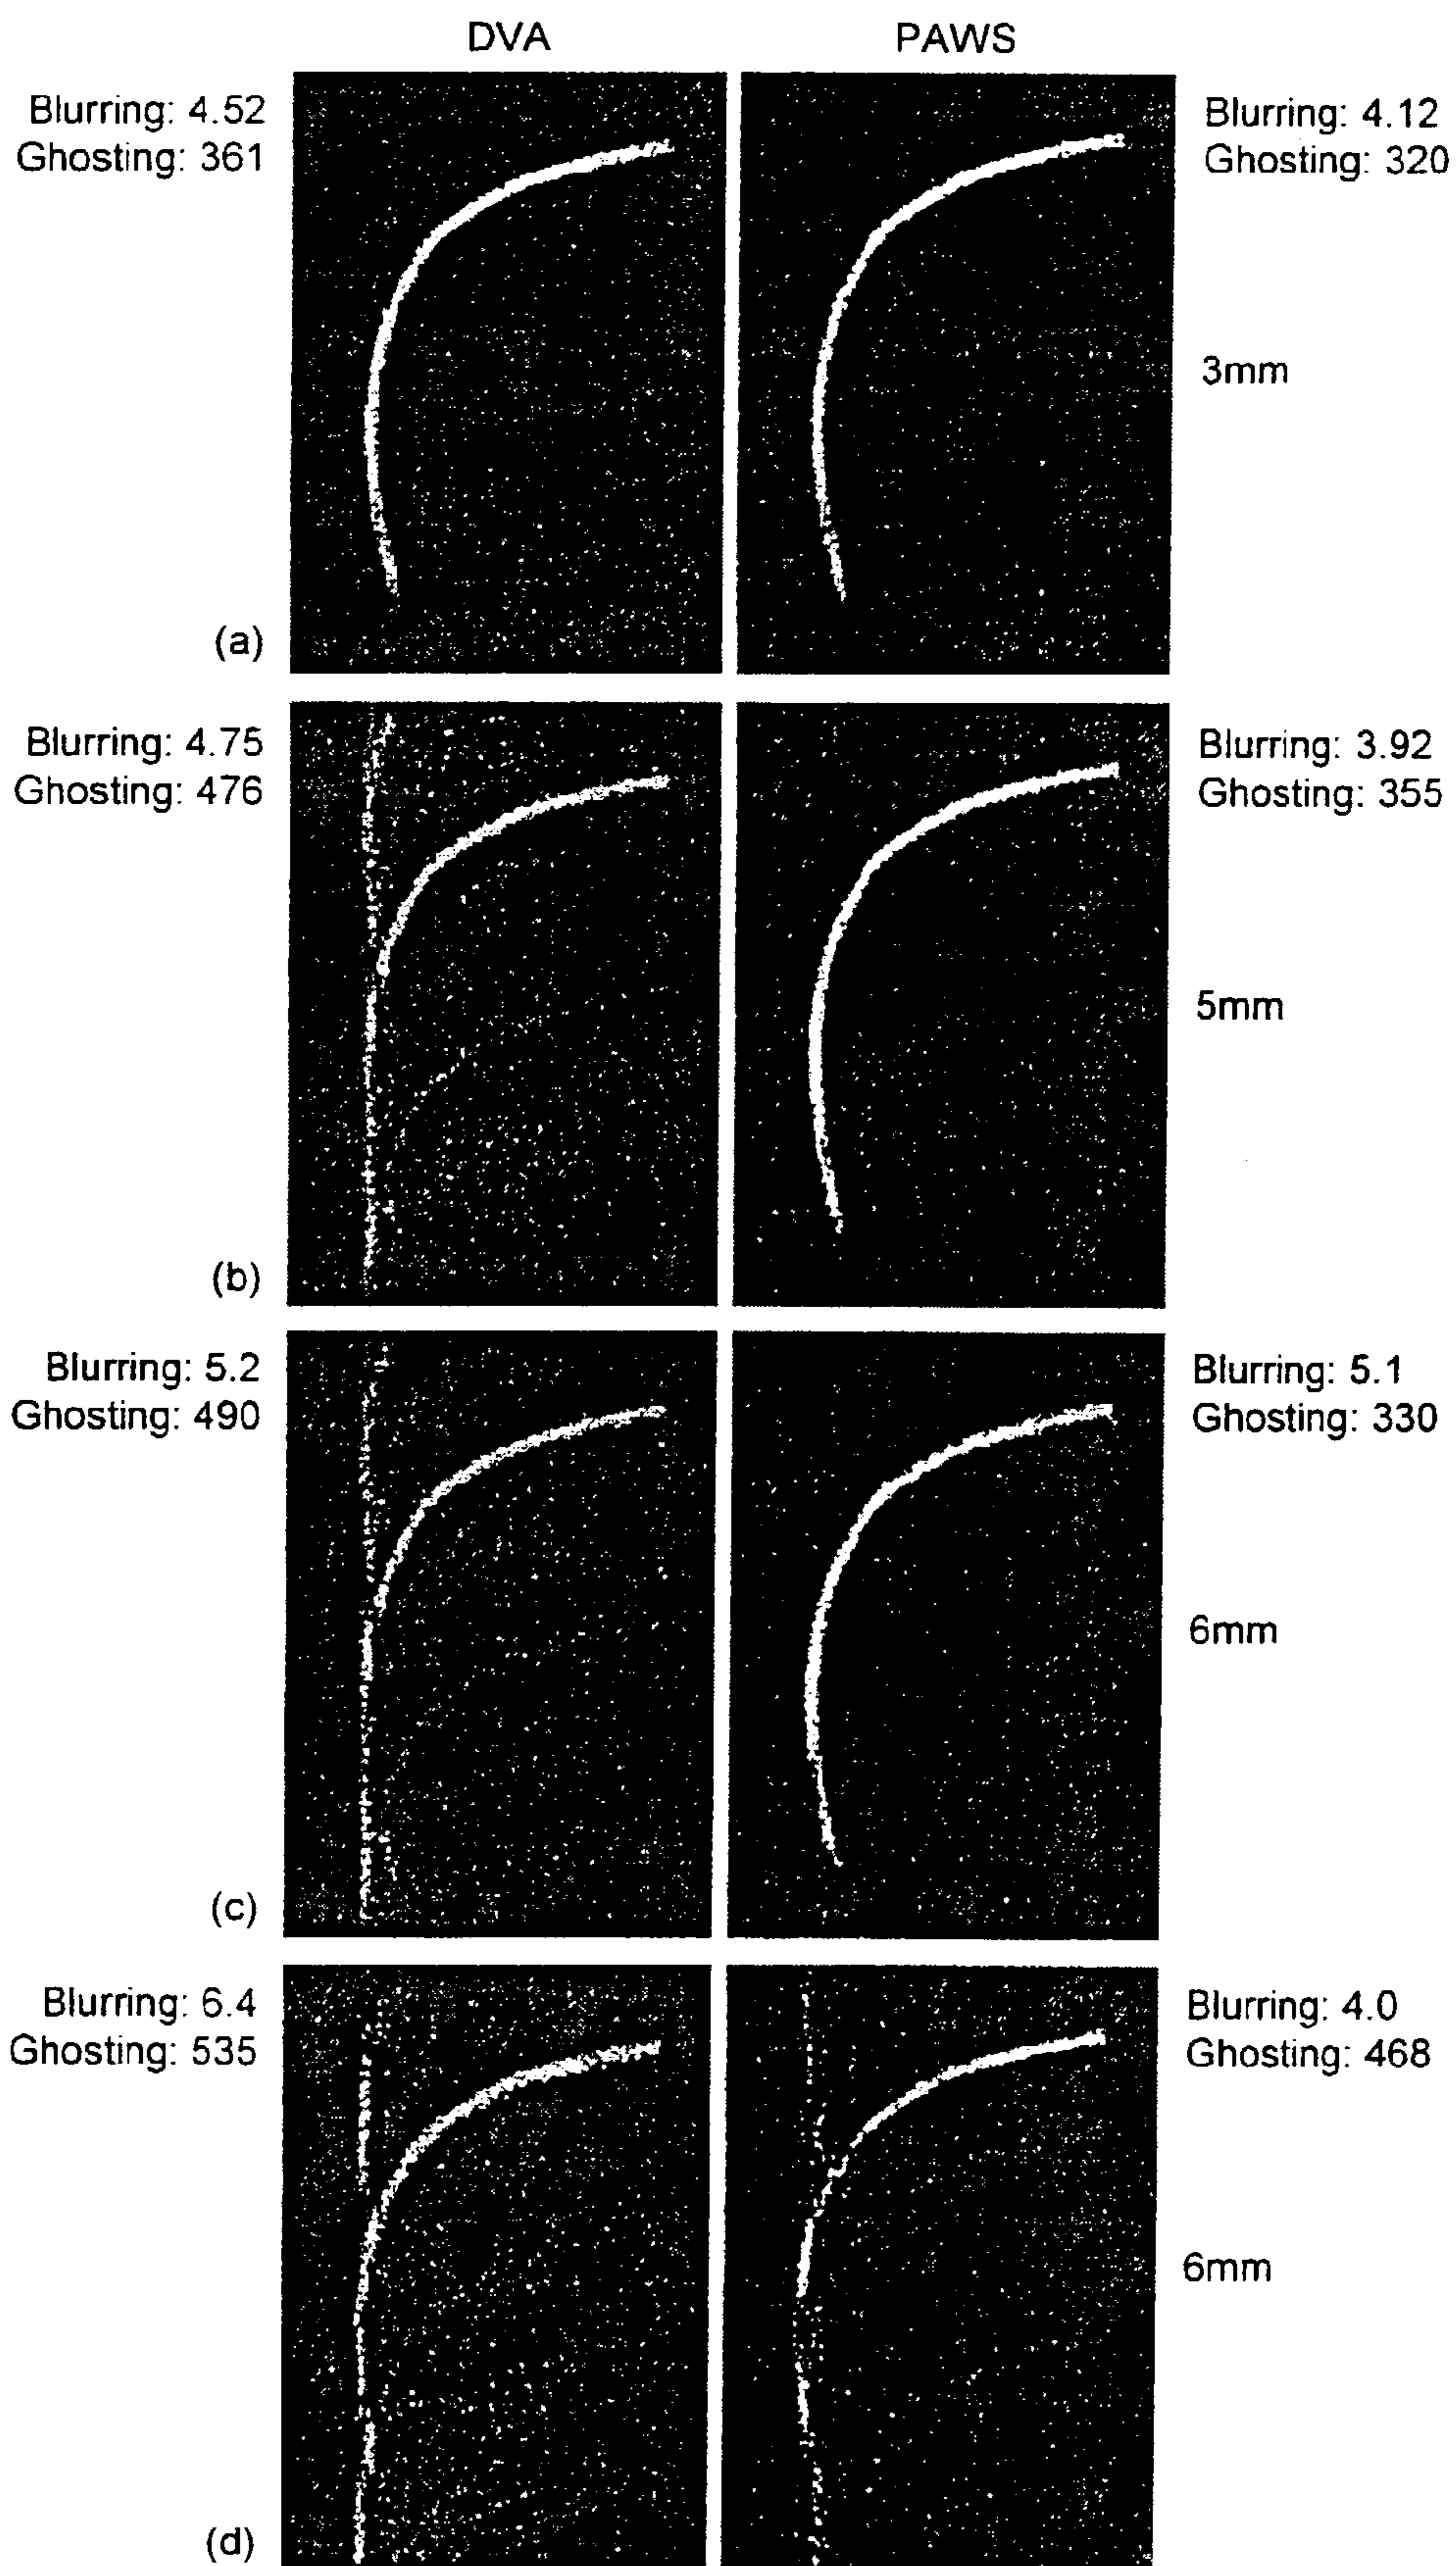 DVA
PAWS
Blurring: 4.52
Ghosting: 361
Blurring: 4.12
Ghosting: 320
3mm
(a)
Blurring: 4.75
Ghosting: 476
Blurring: 3.92
Ghosting: 355
5mm
(b)
Blurring: 5.2
Ghosting: 490
Blurring: 5.1
Ghosting: 330
6mm
(c)
Blurring: 6.4
Ghosting: 535
Blurring: 4.0
Ghosting: 468
6mm
(d)